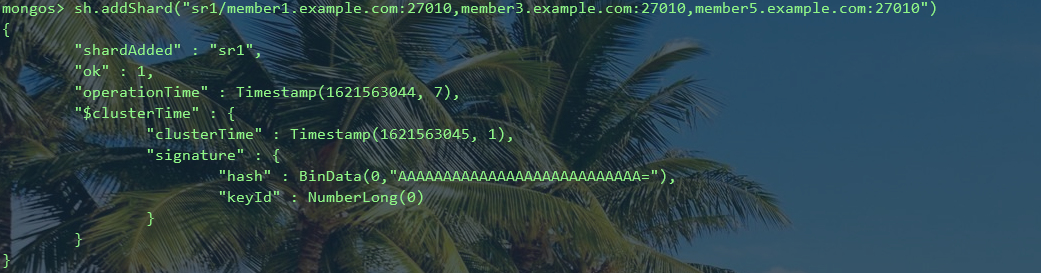 mongos> sh.addShard("sr1/member1.example.com:27010,member3.example.com:27010,member5.example.com:27010")
{
        "shardAdded" : "sr1",
        "ok" : 1,
        "operationTime" : Timestamp(1621563044, 7),
        "$clusterTime" : {
                "clusterTime" : Timestamp(1621563045, 1),
                "signature" : {
                        "hash" : BinData(0,"AAAAAAAAAAAAAAAAAAAAAAAAAAA="),
                        "keyId" : NumberLong(0)
                }
        }
}